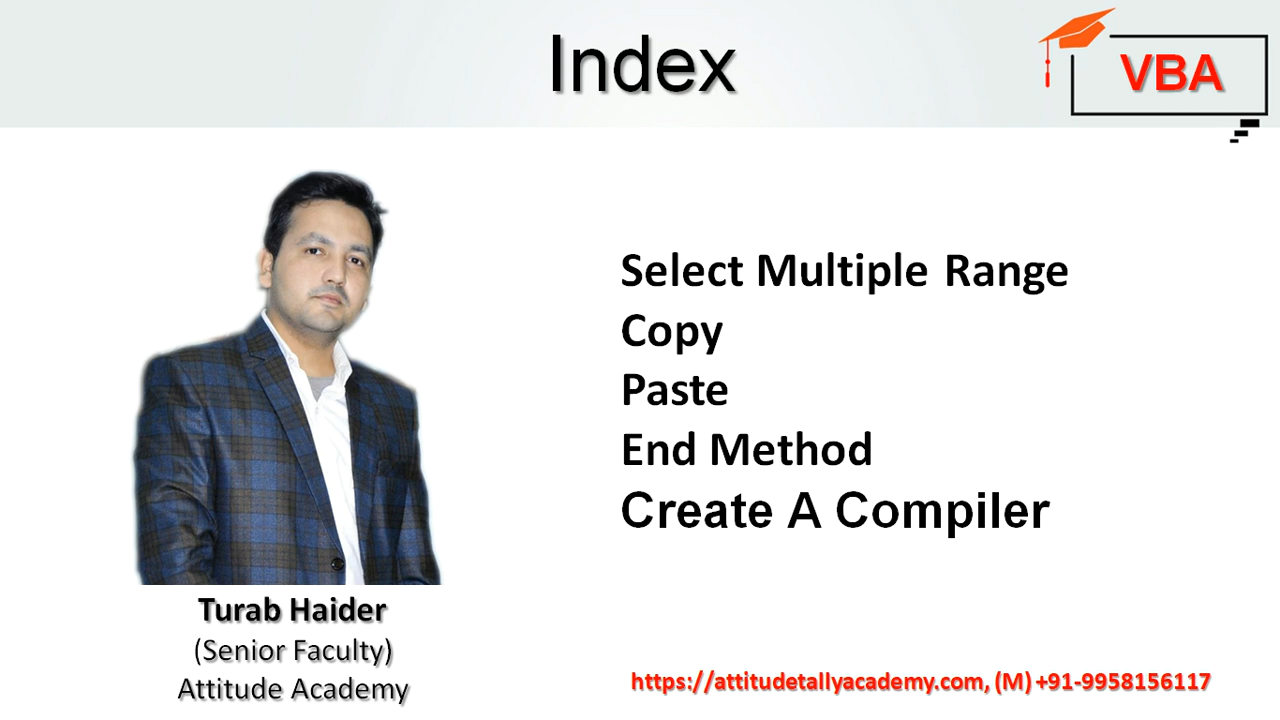 Index
VBA
Select Multiple Range
Copy
Paste
End Method
Create A Compiler
Turab Haider
(Senior Faculty)
Attitude Academy
https://attitudetallyacademy.com, (M) +91-9958156117